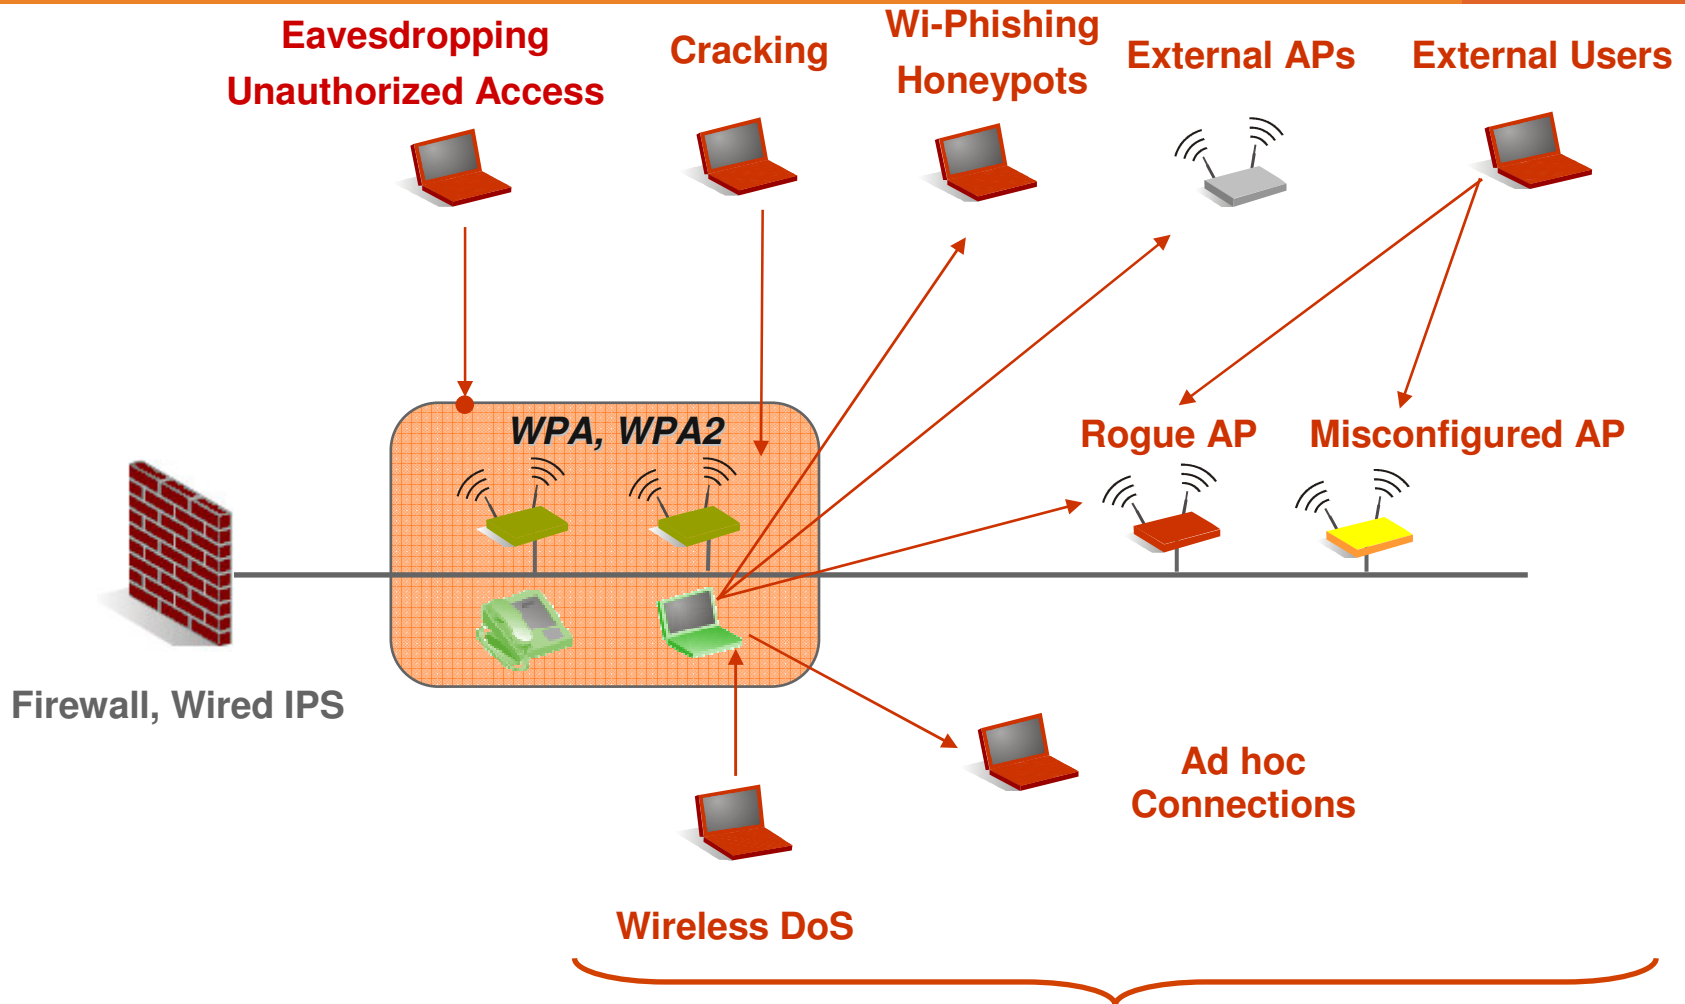 Eavesdropping
Unauthorized Access
Cracking
Wi-Phishing
Honeypots
External APs
External Users
WPA, WPA2
Rogue AP
Misconfigured AP
Firewall, Wired IPS
Ad hoc
Connections
Wireless DoS